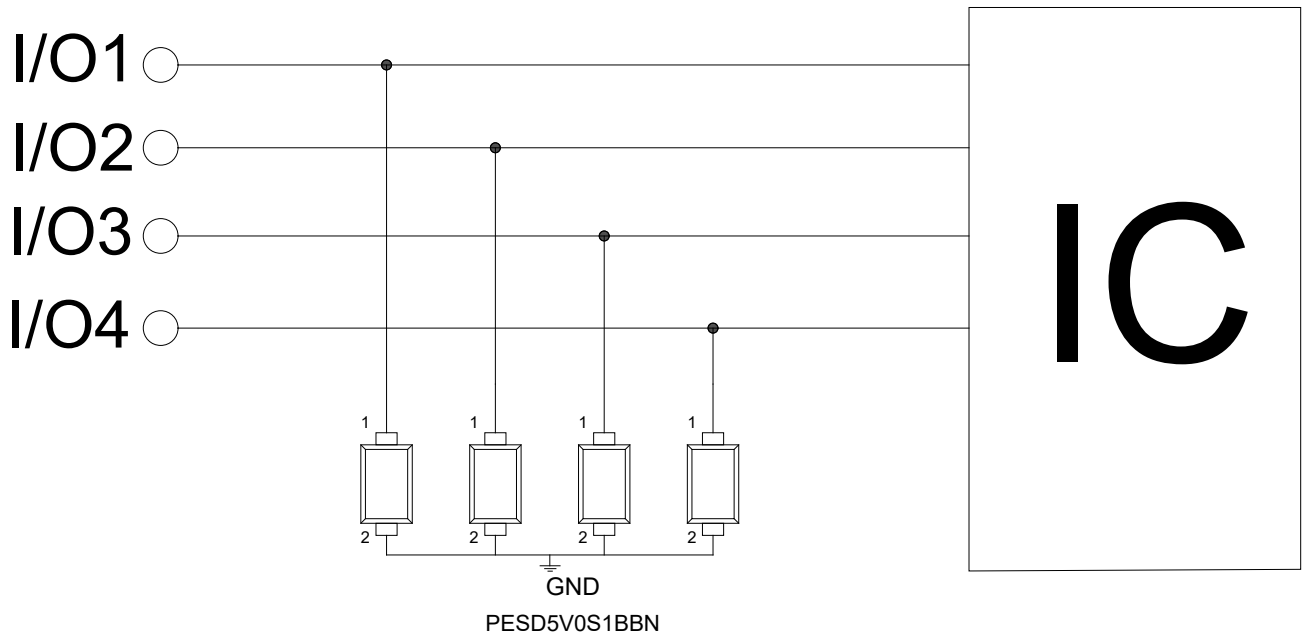 I/O1
I/O2
I/O3
I/O4
IC
1 1 1 1
2 2 2 2
GND
PESD5V0S1BBN